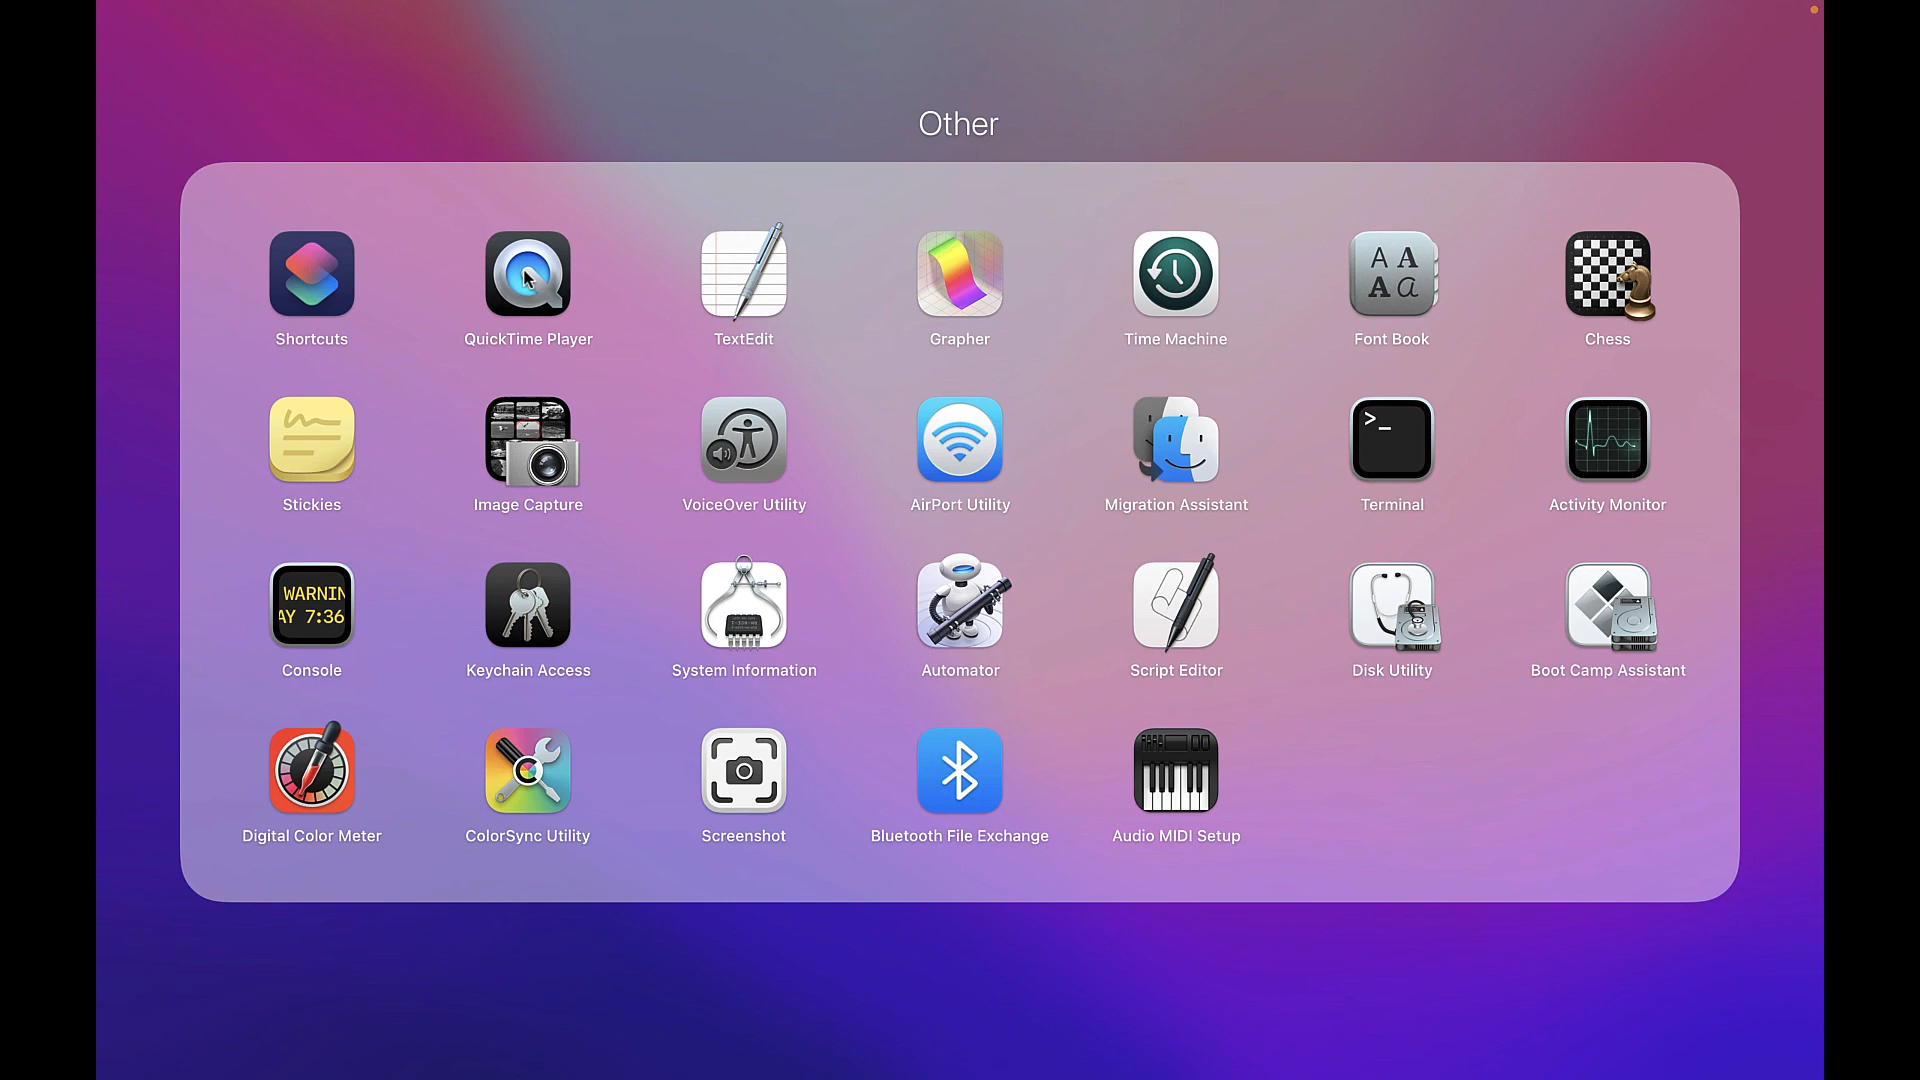 Other
Shortcuts
QuickTime Player
TextEdit
Grapher
Time Machine
Font Book
Chess
Stickies
Image Capture
VoiceOver Utility
AirPort Utility
Migration Assistant
Terminal
Activity Monitor
WARNIN
AY 7:36
Console
Keychain Access
System Information
Automator
Script Editor
Disk Utility
Boot Camp Assistant
Digital Color Meter
ColorSync Utility
Screenshot
Bluetooth File Exchange
Audio MIDI Setup